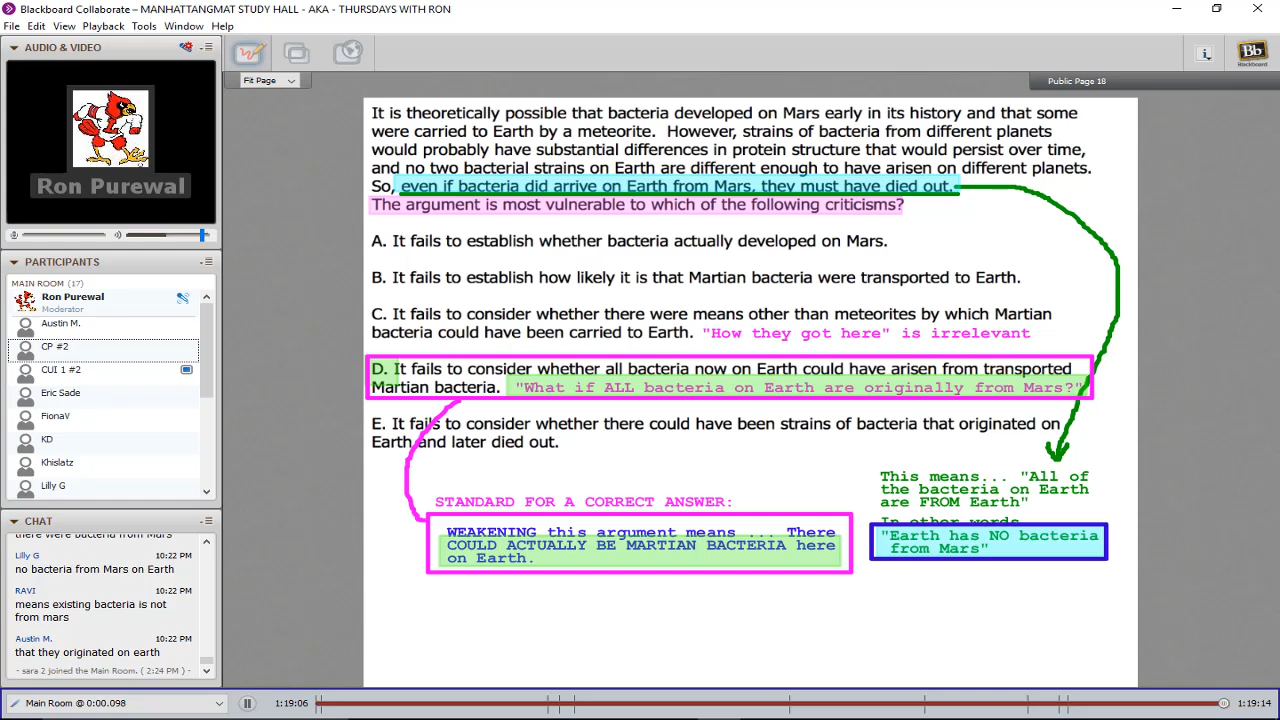 Blackboard Collaborate – MANHATTANGMAT STUDY HALL - AKA - THURSDAYS WITH RON
File Edit View Playback Tools Window Help
AUDIO & VIDEO
Ron Purewal
PARTICIPANTS
MAIN ROOM (17)
Ron Purewal
Moderator
Austin M.
CP #2
CUI 1 #2
Eric Sade
FionaV
KD
Khislatz
Lilly G
CHAT
there were bacteria from Mars
Lilly G 10:22 PM
no bacteria from Mars on Earth
RAVI 10:22 PM
means existing bacteria is not
from mars
Austin M. 10:22 PM
that they originated on earth
- sara 2 joined the Main Room. ( 2:24 PM ) -
Fit Page
Public Page 18
Bb
Blackboard
It is theoretically possible that bacteria developed on Mars early in its history and that some
were carried to Earth by a meteorite. However, strains of bacteria from different planets
would probably have substantial differences in protein structure that would persist over time,
and no two bacterial strains on Earth are different enough to have arisen on different planets.
So, even if bacteria did arrive on Earth from Mars, they must have died out.
The argument is most vulnerable to which of the following criticisms?
A. It fails to establish whether bacteria actually developed on Mars.
B. It fails to establish how likely it is that Martian bacteria were transported to Earth.
C. It fails to consider whether there were means other than meteorites by which Martian
bacteria could have been carried to Earth. "How they got here" is irrelevant
D. It fails to consider whether all bacteria now on Earth could have arisen from transported
Martian bacteria. "What if ALL bacteria on Earth are originally from Mars?"
E. It fails to consider whether there could have been strains of bacteria that originated on
Earth and later died out.
This means... "All of
the bacteria on Earth
are FROM Earth"
In other words
"Earth has NO bacteria
from Mars"
STANDARD FOR A CORRECT ANSWER:
WEAKENING this argument means ... There
COULD ACTUALLY BE MARTIAN BACTERIA here
on Earth.
Main Room @ 0:00.098
1:19:06
1:19:14